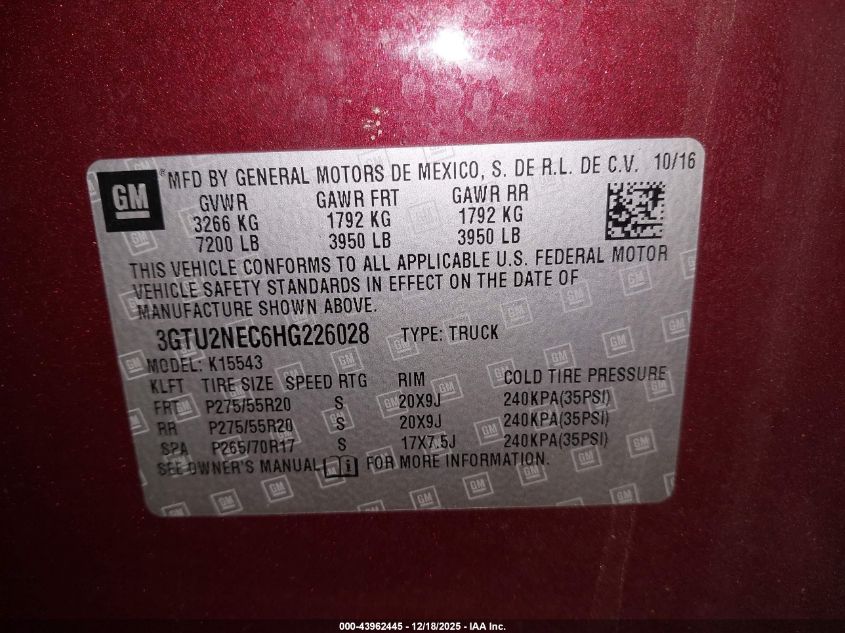 GM ® MFD BY GENERAL MOTORS DE MEXICO, S. DE R.L. DE C.V. 10/16
GVWR GAWR FRT GAWR RR
3266 KG 1792 KG 1792 KG
7200 LB 3950 LB 3950 LB
THIS VEHICLE CONFORMS TO ALL APPLICABLE U.S. FEDERAL MOTOR
VEHICLE SAFETY STANDARDS IN EFFECT ON THE DATE OF
MANUFACTURE SHOWN ABOVE.
3GTU2NEC6HG226028 TYPE: TRUCK
MODEL: K15543
KLFT TIRE SIZE SPEED RTG RIM COLD TIRE PRESSURE
FRT P275/55R20 S 20X9J 240KPA(35PSI)
RR P275/55R20 S 20X9J 240KPA(35PSI)
SPA P265/70R17 S 17X7.5J 240KPA(35PSI)
SEE OWNER'S MANUAL FOR MORE INFORMATION.
000-43962445 - 12/18/2025 - IAA Inc.